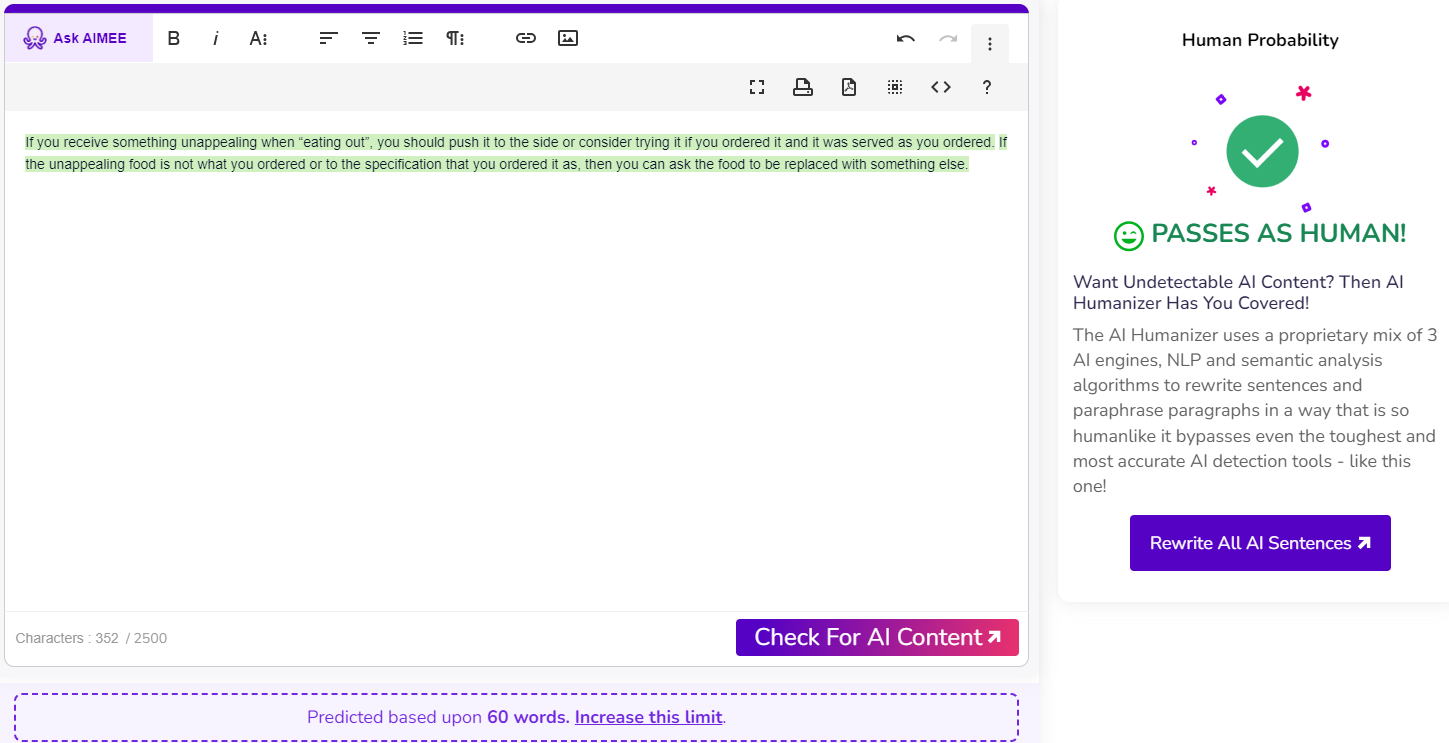 Ask AIMEE
B
i
A
?
If you receive something unappealing when “eating out”, you should push it to the side or consider trying it if you ordered it and it was served as you ordered. If
the unappealing food is not what you ordered or to the specification that you ordered it as, then you can ask the food to be replaced with something else.
Characters : 352 / 2500
Check For AI Content
Predicted based upon 60 words. Increase this limit.
Human Probability
PASSES AS HUMAN!
Want Undetectable AI Content? Then AI
Humanizer Has You Covered!
The AI Humanizer uses a proprietary mix of 3
AI engines, NLP and semantic analysis
algorithms to rewrite sentences and
paraphrase paragraphs in a way that is so
humanlike it bypasses even the toughest and
most accurate AI detection tools - like this
one!
Rewrite All AI Sentences